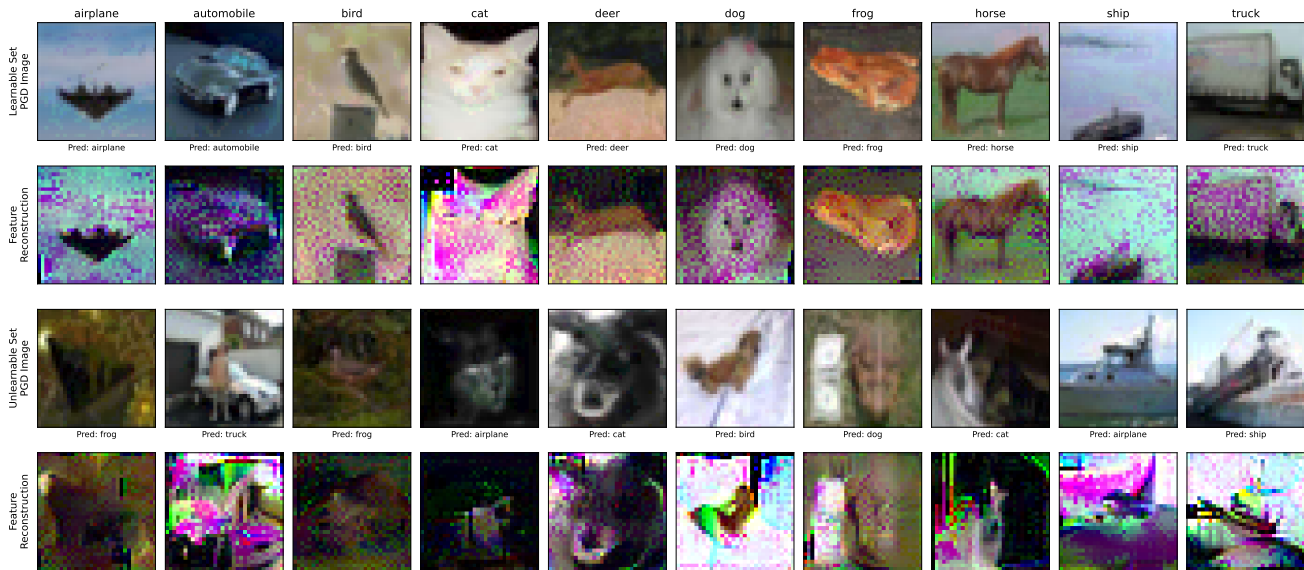 airplane automobile bird cat deer dog frog horse ship truck
Learnable Set
PGD Image
Pred: airplane Pred: automobile Pred: bird Pred: cat Pred: deer Pred: dog Pred: frog Pred: horse Pred: ship Pred: truck
Feature
Reconstruction
Unlearnable Set
PGD Image
Pred: frog Pred: truck Pred: frog Pred: airplane Pred: cat Pred: bird Pred: dog Pred: cat Pred: airplane Pred: ship
Feature
Reconstruction